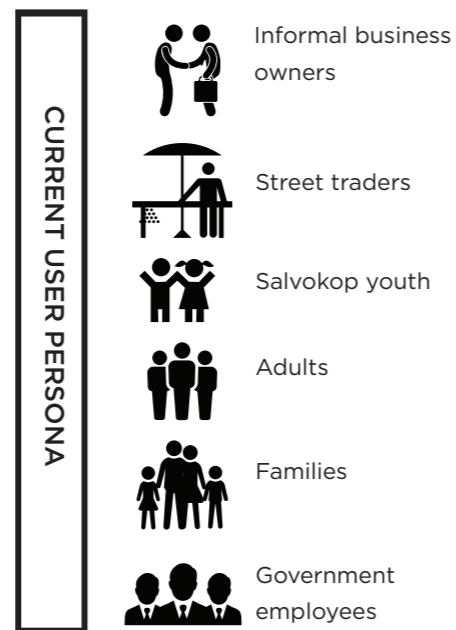 CURRENT USER PERSONA
Informal business
owners
Street traders
Salvokop youth
Adults
Families
Government
employees